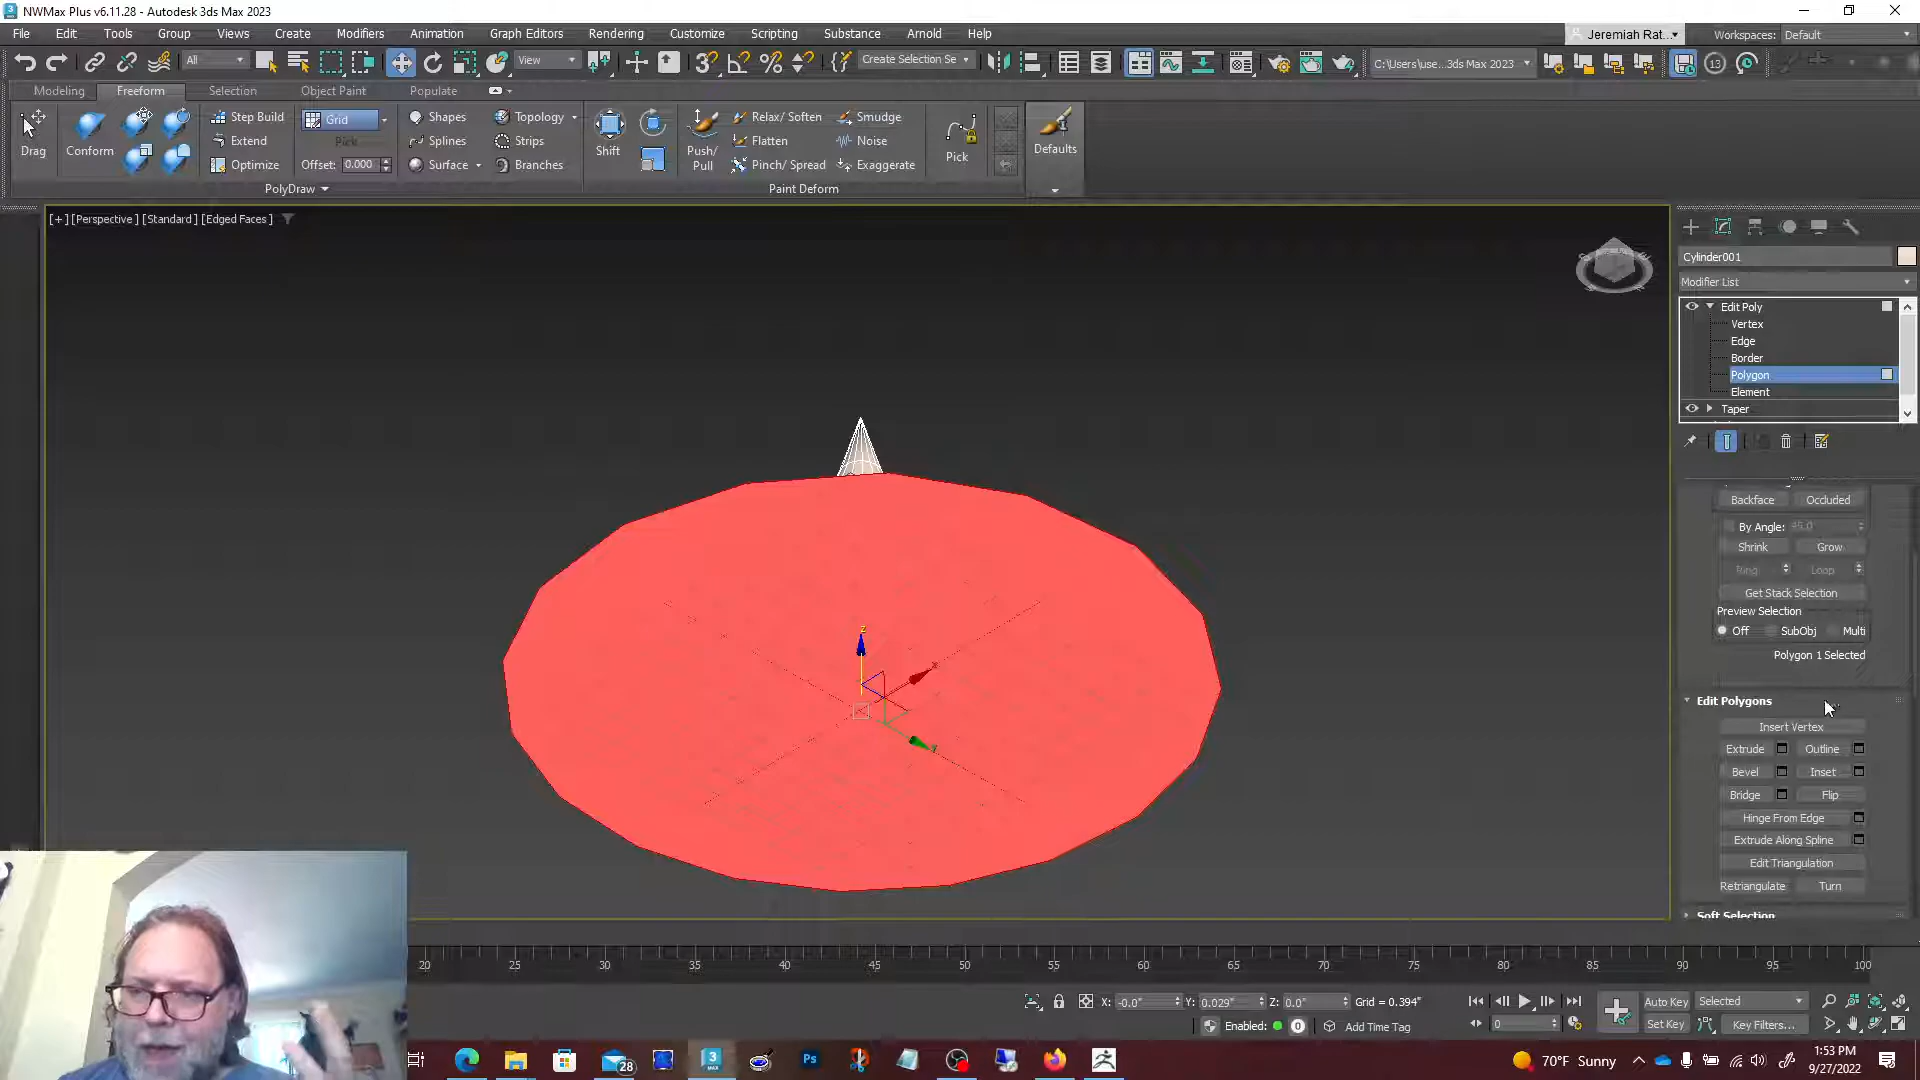 NWMax Plus v6.11.28 - Autodesk 3ds Max 2023
File Edit Tools Group Views Create Modifiers Animation Graph Editors Rendering Customize Scripting Substance Arnold Help
Jeremiah Rat... Workspaces: Default
All View Create Selection Se C:\Users\use...3ds Max 2023 13
Modeling Freeform Selection Object Paint Populate
Drag Conform Step Build Extend Optimize Grid Pick Offset: 0.000
Shapes Splines Surface Topology Strips Branches
Shift Push/ Pull Relax/ Soften Flatten Pinch/ Spread Smudge Noise Exaggerate Pick Defaults
PolyDraw Paint Deform
[+] [Perspective ] [Standard ] [Edged Faces ]
z
x
y
Cylinder001
Modifier List
Edit Poly
Vertex
Edge
Border
Polygon
Element
Taper
Backface Occluded
By Angle: 45.0
Shrink Grow
Ring Loop
Get Stack Selection
Preview Selection
Off SubObj Multi
Polygon 1 Selected
Edit Polygons
Insert Vertex
Extrude Outline
Bevel Inset
Bridge Flip
Hinge From Edge
Extrude Along Spline
Edit Triangulation
Retriangulate Turn
Soft Selection
20 25 30 35 40 45 50 55 60 65 70 75 80 85 90 95 100
X: -0.0" Y: 0.029" Z: 0.0" Grid = 0.394" Auto Key Selected
Enabled: 0 Add Time Tag 0 Set Key Key Filters...
28 3 MAX Ps 70°F Sunny 1:53 PM
9/27/2022